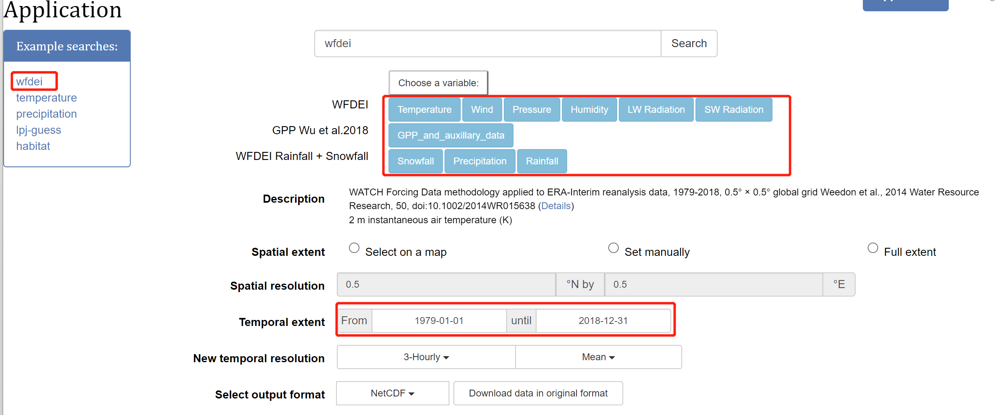 Application
Example searches:
wfdei
temperature
precipitation
lpj-guess
habitat
wfdei Search
Choose a variable:
WFDEI Temperature Wind Pressure Humidity LW Radiation SW Radiation
GPP Wu et al.2018 GPP_and_auxillary_data
WFDEI Rainfall + Snowfall Snowfall Precipitation Rainfall
Description WATCH Forcing Data methodology applied to ERA-Interim reanalysis data, 1979-2018, 0.5° × 0.5° global grid Weedon et al., 2014 Water Resource
Research, 50, doi:10.1002/2014WR015638 (Details)
2 m instantaneous air temperature (K)
Spatial extent Select on a map Set manually Full extent
Spatial resolution 0.5 °N by 0.5 °E
Temporal extent From 1979-01-01 until 2018-12-31
New temporal resolution 3-Hourly Mean
Select output format NetCDF Download data in original format